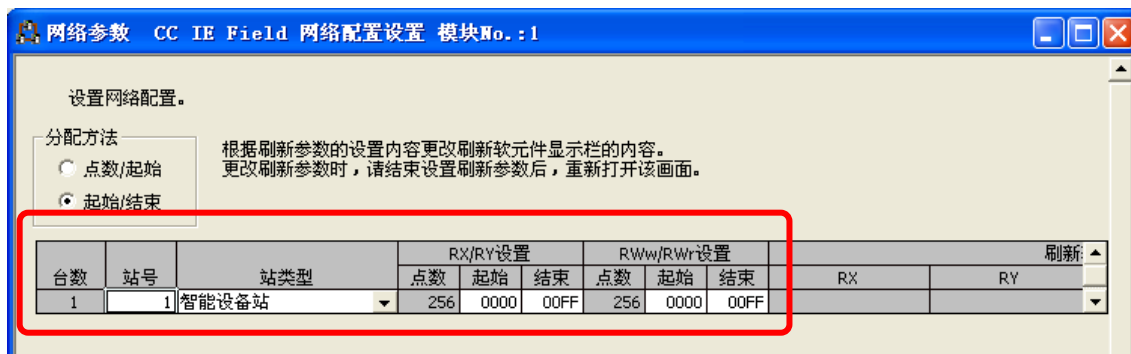 网络参数 CC IE Field 网络配置设置 模块No.:1
设置网络配置。
分配方法
点数/起始
起始/结束
根据刷新参数的设置内容更改刷新软元件显示栏的内容。
更改刷新参数时，请结束设置刷新参数后，重新打开该画面。
RX/RY设置 RWw/RWr设置 刷新
台数 站号 站类型 点数 起始 结束 点数 起始 结束 RX RY
1 1 智能设备站 256 0000 00FF 256 0000 00FF